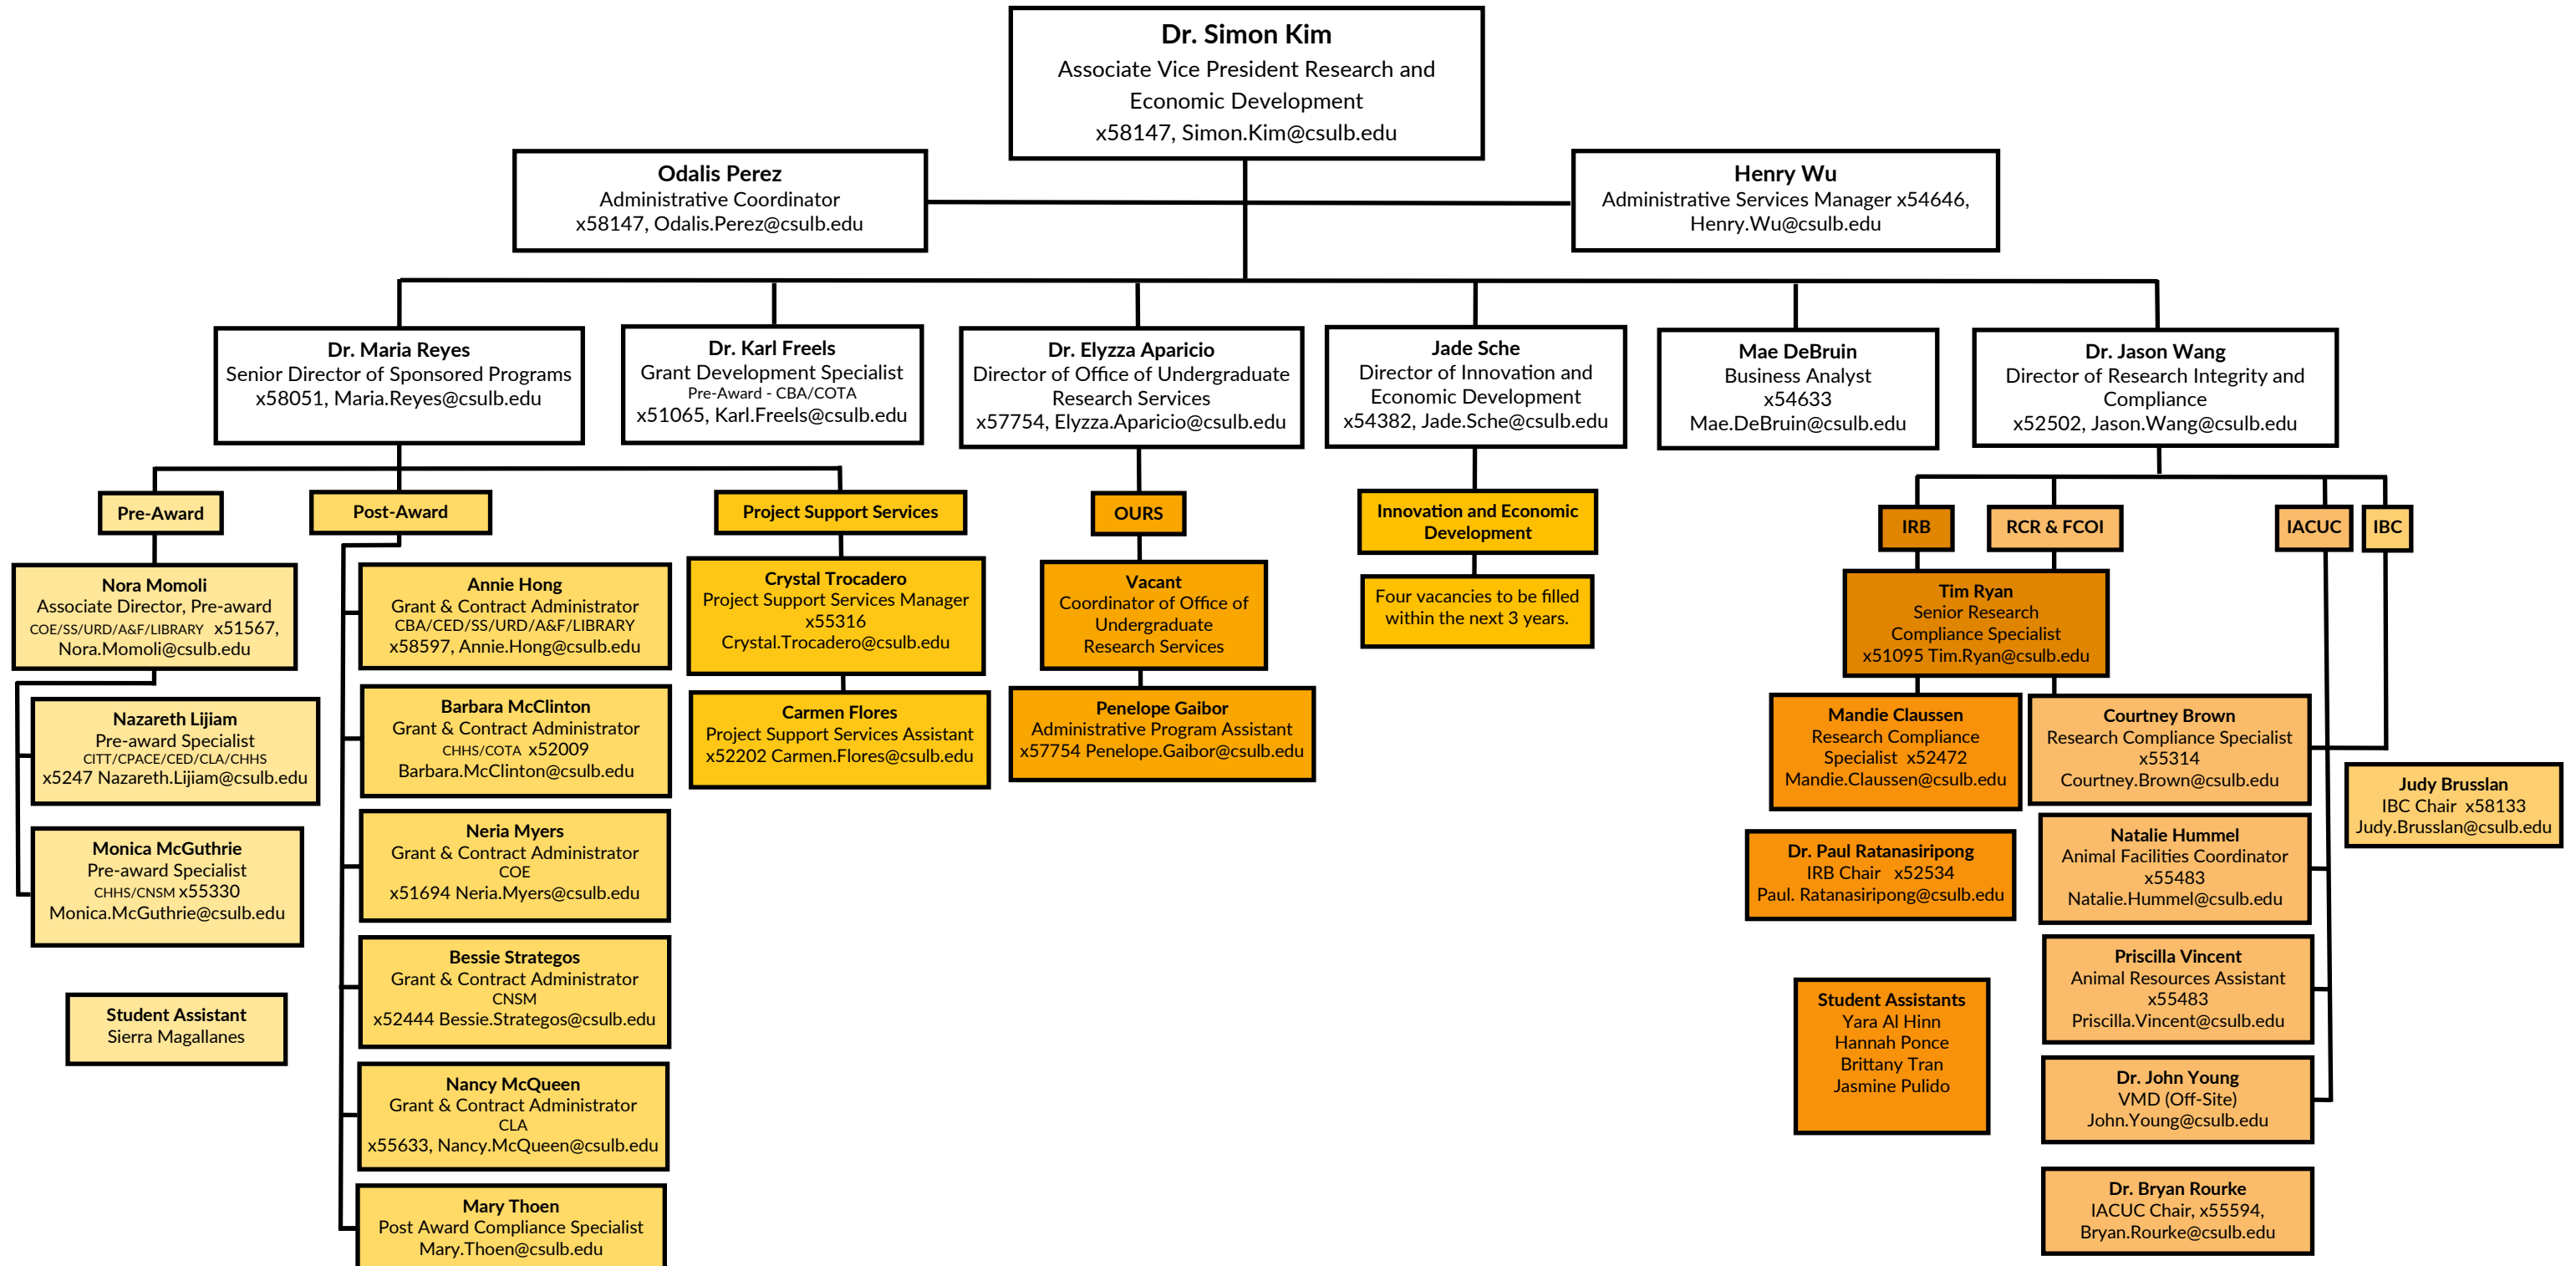 Dr. Simon Kim
Associate Vice President Research and
Economic Development
x58147, Simon.Kim@csulb.edu
Odalis Perez
Administrative Coordinator
x58147, Odalis.Perez@csulb.edu
Henry Wu
Administrative Services Manager x54646,
Henry.Wu@csulb.edu
Dr. Maria Reyes
Senior Director of Sponsored Programs
x58051, Maria.Reyes@csulb.edu
Dr. Karl Freels
Grant Development Specialist
Pre-Award - CBA/COTA
x51065, Karl.Freels@csulb.edu
Dr. Elyzza Aparicio
Director of Office of Undergraduate
Research Services
x57754, Elyzza.Aparicio@csulb.edu
Jade Sche
Director of Innovation and
Economic Development
x54382, Jade.Sche@csulb.edu
Mae DeBruin
Business Analyst
x54633
Mae.DeBruin@csulb.edu
Dr. Jason Wang
Director of Research Integrity and
Compliance
x52502, Jason.Wang@csulb.edu
Pre-Award
Nora Momoli
Associate Director, Pre-award
COE/SS/URD/A&F/LIBRARY x51567,
Nora.Momoli@csulb.edu
Nazareth Lijiam
Pre-award Specialist
CITT/CPACE/CED/CLA/CHHS
x5247 Nazareth.Lijiam@csulb.edu
Monica McGuthrie
Pre-award Specialist
CHHS/CNSM x55330
Monica.McGuthrie@csulb.edu
Student Assistant
Sierra Magallanes
Post-Award
Annie Hong
Grant & Contract Administrator
CBA/CED/SS/URD/A&F/LIBRARY
x58597, Annie.Hong@csulb.edu
Barbara McClinton
Grant & Contract Administrator
CHHS/COTA x52009
Barbara.McClinton@csulb.edu
Neria Myers
Grant & Contract Administrator
COE
x51694 Neria.Myers@csulb.edu
Bessie Strategos
Grant & Contract Administrator
CNSM
x52444 Bessie.Strategos@csulb.edu
Nancy McQueen
Grant & Contract Administrator
CLA
x55633, Nancy.McQueen@csulb.edu
Mary Thoen
Post Award Compliance Specialist
Mary.Thoen@csulb.edu
Project Support Services
Crystal Trocadero
Project Support Services Manager
x55316
Crystal.Trocadero@csulb.edu
Carmen Flores
Project Support Services Assistant
x52202 Carmen.Flores@csulb.edu
OURS
Vacant
Coordinator of Office of
Undergraduate
Research Services
Penelope Gaibor
Administrative Program Assistant
x57754 Penelope.Gaibor@csulb.edu
Innovation and Economic
Development
Four vacancies to be filled
within the next 3 years.
IRB
RCR & FCOI
IACUC
IBC
Tim Ryan
Senior Research
Compliance Specialist
x51095 Tim.Ryan@csulb.edu
Mandie Claussen
Research Compliance
Specialist x52472
Mandie.Claussen@csulb.edu
Dr. Paul Ratanasiripong
IRB Chair x52534
Paul. Ratanasiripong@csulb.edu
Student Assistants
Yara Al Hinn
Hannah Ponce
Brittany Tran
Jasmine Pulido
Courtney Brown
Research Compliance Specialist
x55314
Courtney.Brown@csulb.edu
Natalie Hummel
Animal Facilities Coordinator
x55483
Natalie.Hummel@csulb.edu
Priscilla Vincent
Animal Resources Assistant
x55483
Priscilla.Vincent@csulb.edu
Dr. John Young
VMD (Off-Site)
John.Young@csulb.edu
Dr. Bryan Rourke
IACUC Chair, x55594,
Bryan.Rourke@csulb.edu
Judy Brusslan
IBC Chair x58133
Judy.Brusslan@csulb.edu